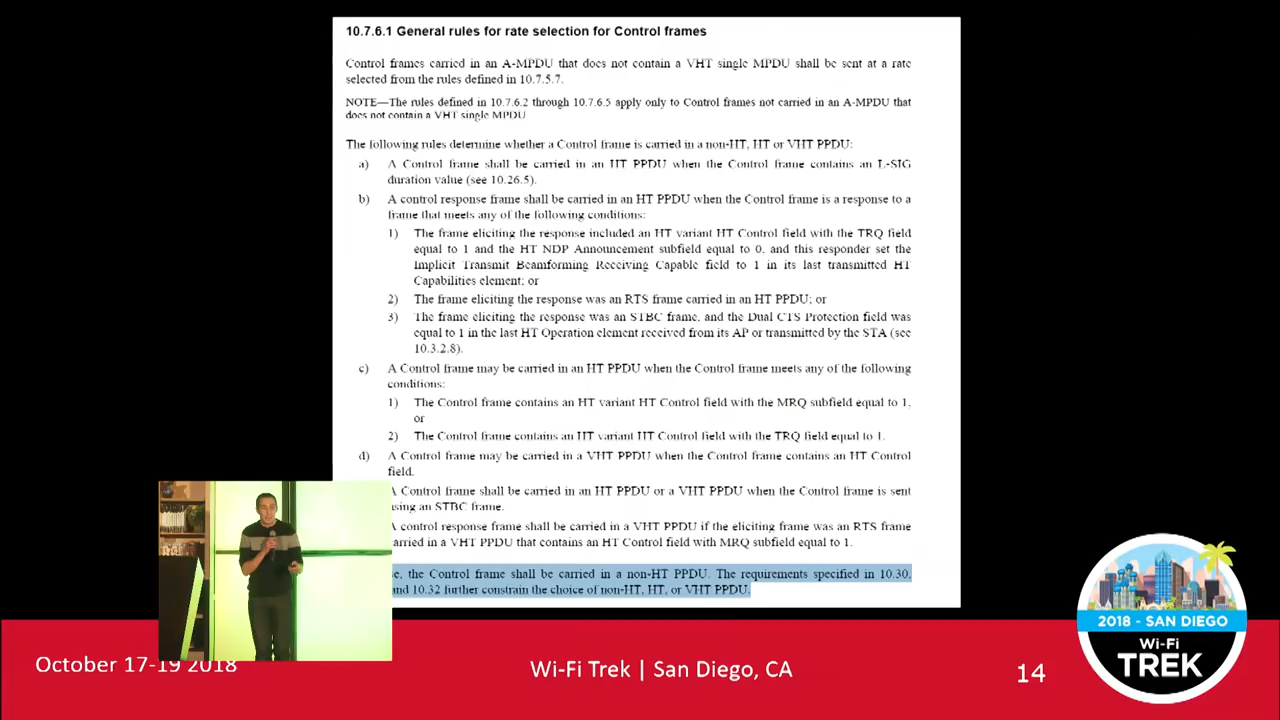 10.7.6.1 General rules for rate selection for Control frames
Control frames carried in an A-MPDU that does not contain a VHT single MPDU shall be sent at a rate
selected from the rules defined in 10.7.5.7.
NOTE—The rules defined in 10.7.6.2 through 10.7.6.5 apply only to Control frames not carried in an A-MPDU that
does not contain a VHT single MPDU
The following rules determine whether a Control frame is carried in a non-HT, HT or VHT PPDU:
a) A Control frame shall be carried in an HT PPDU when the Control frame contains an L-SIG
duration value (see 10.26.5).
b) A control response frame shall be carried in an HT PPDU when the Control frame is a response to a
frame that meets any of the following conditions:
1) The frame eliciting the response included an HT variant HT Control field with the TRQ field
equal to 1 and the HT NDP Announcement subfield equal to 0, and this responder set the
Implicit Transmit Beamforming Receiving Capable field to 1 in its last transmitted HT
Capabilities element; or
2) The frame eliciting the response was an RTS frame carried in an HT PPDU; or
3) The frame eliciting the response was an STBC frame, and the Dual CTS Protection field was
equal to 1 in the last HT Operation element received from its AP or transmitted by the STA (see
10.3.2.8).
c) A Control frame may be carried in an HT PPDU when the Control frame meets any of the following
conditions:
1) The Control frame contains an HT variant HT Control field with the MRQ subfield equal to 1,
or
2) The Control frame contains an HT variant HT Control field with the TRQ field equal to 1.
d) A Control frame may be carried in a VHT PPDU when the Control frame contains an HT Control
field.
A Control frame shall be carried in an HT PPDU or a VHT PPDU when the Control frame is sent
using an STBC frame.
A control response frame shall be carried in a VHT PPDU if the eliciting frame was an RTS frame
carried in a VHT PPDU that contains an HT Control field with MRQ subfield equal to 1.
the Control frame shall be carried in a non-HT PPDU. The requirements specified in 10.30,
and 10.32 further constrain the choice of non-HT, HT, or VHT PPDU.
October 17-19 2018
Wi-Fi Trek | San Diego, CA
14
2018 - SAN DIEGO
Wi-Fi
TREK